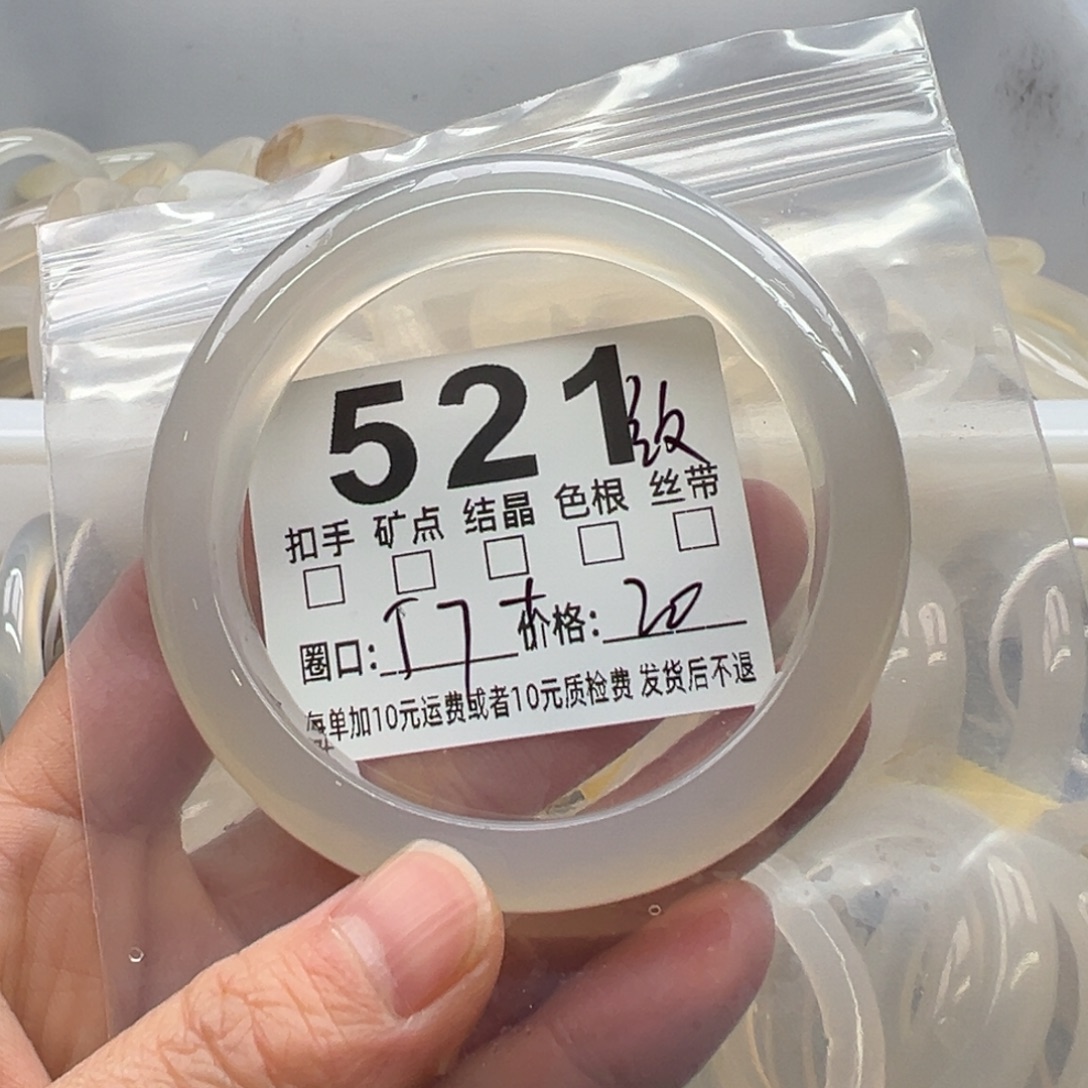 521
扣手 矿点 结晶 色根 丝带
圈口: 57+ 价格: 20
每单加10元运费或者10元质检费 发货后不退